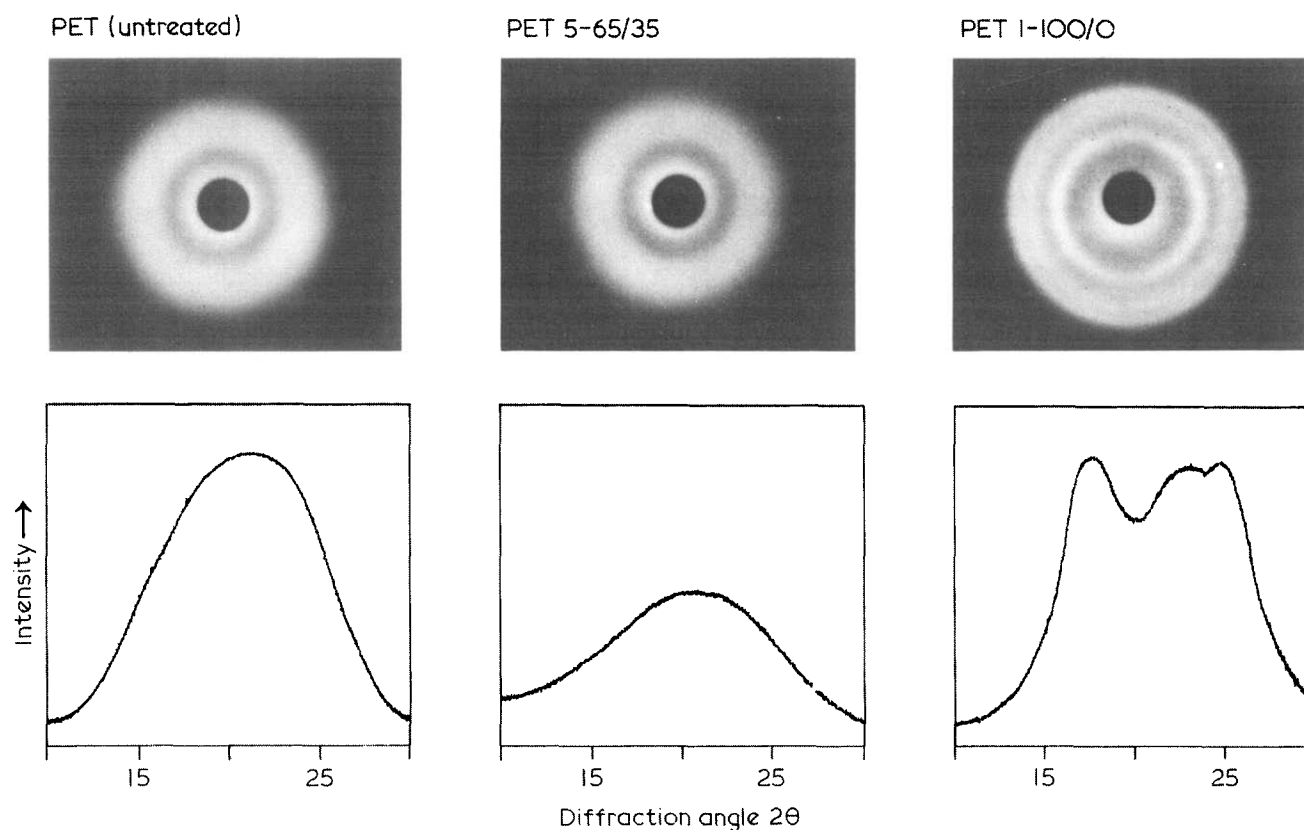 PET (untreated)
PET 5-65/35
PET 1-100/0
Intensity →
15 25
15 25
15 25
Diffraction angle 2θ